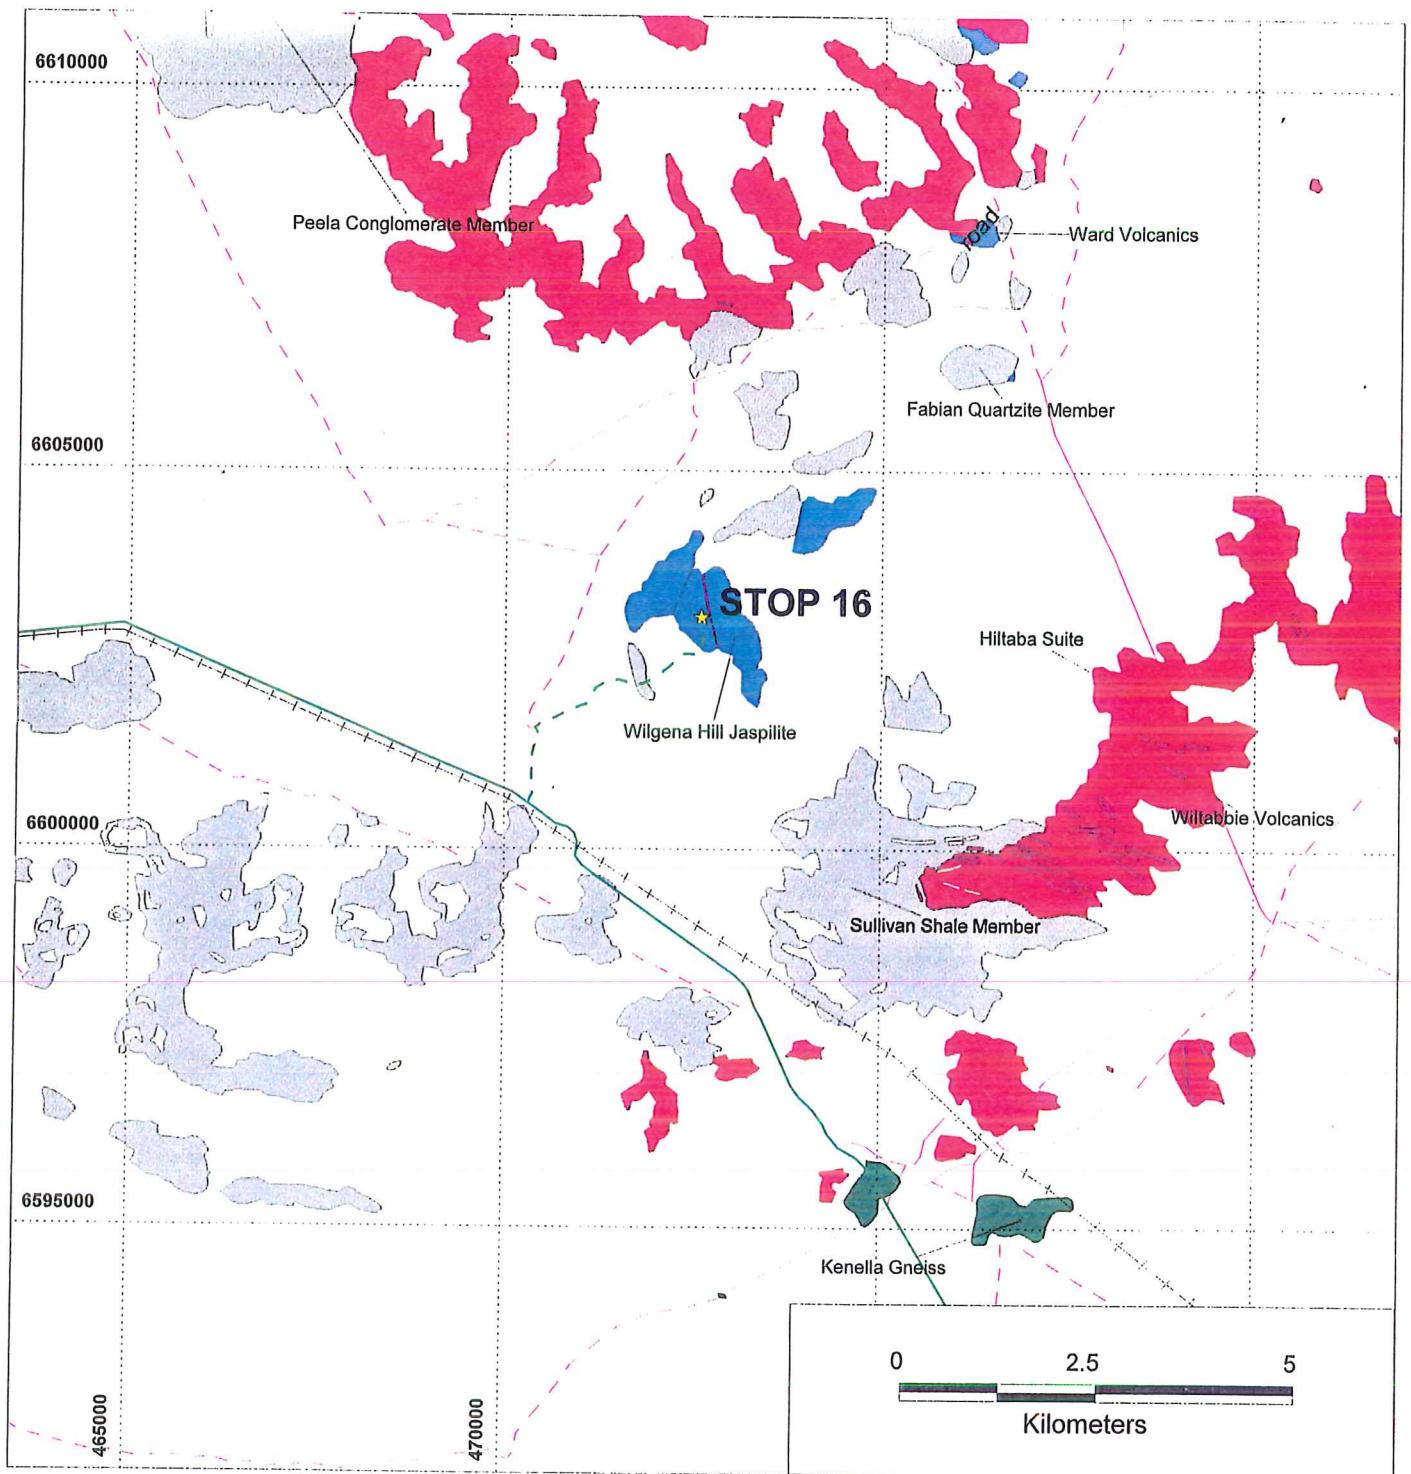 6610000
Peela Conglomerate Member
road
Ward Volcanics
Fabian Quartzite Member
6605000
STOP 16
Hiltaba Suite
Wilgena Hill Jaspilite
Wiltabbie Volcanics
6600000
Sullivan Shale Member
6595000
Kenella Gneiss
0 2.5 5
Kilometers
465000
470000